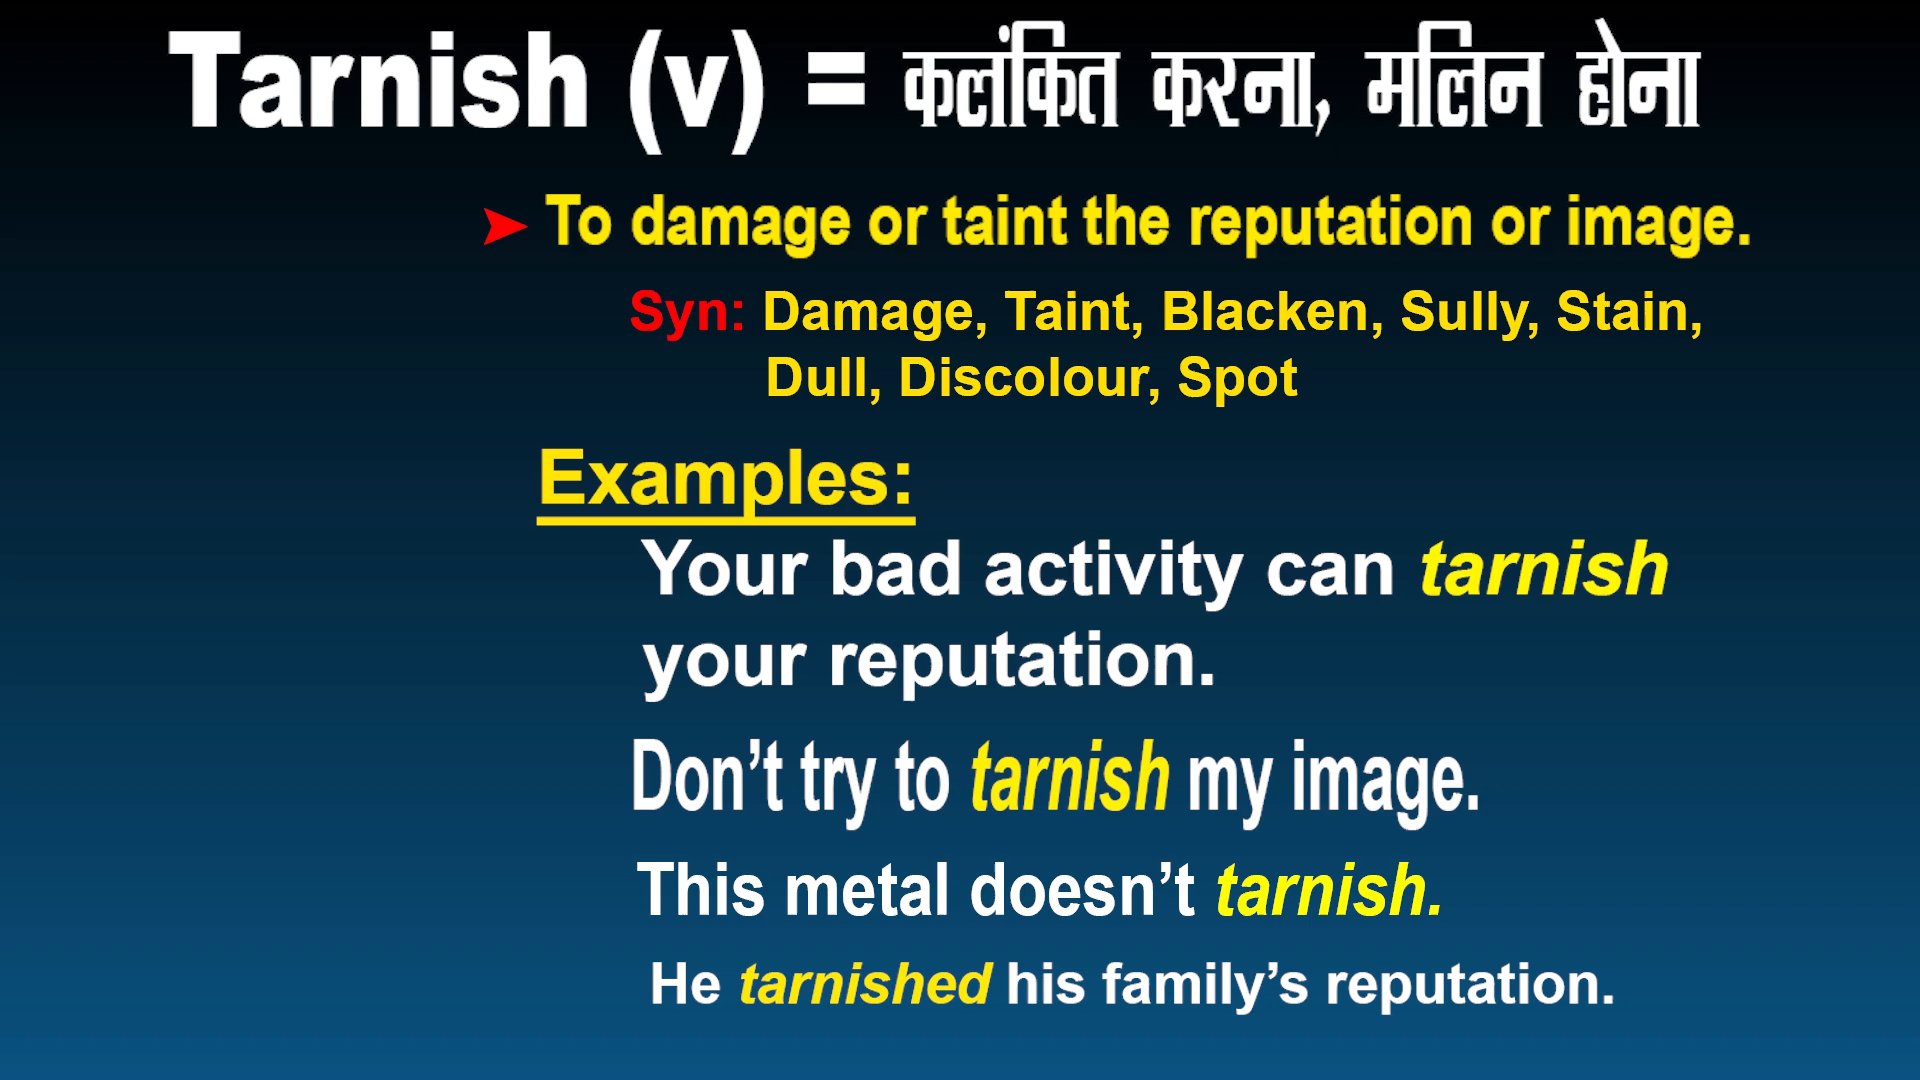 Tarnish (v) = कलंकित करना, मलिन होना
➤ To damage or taint the reputation or image.
Syn: Damage, Taint, Blacken, Sully, Stain,
Dull, Discolour, Spot
Examples:
Your bad activity can tarnish
your reputation.
Don’t try to tarnish my image.
This metal doesn’t tarnish.
He tarnished his family’s reputation.